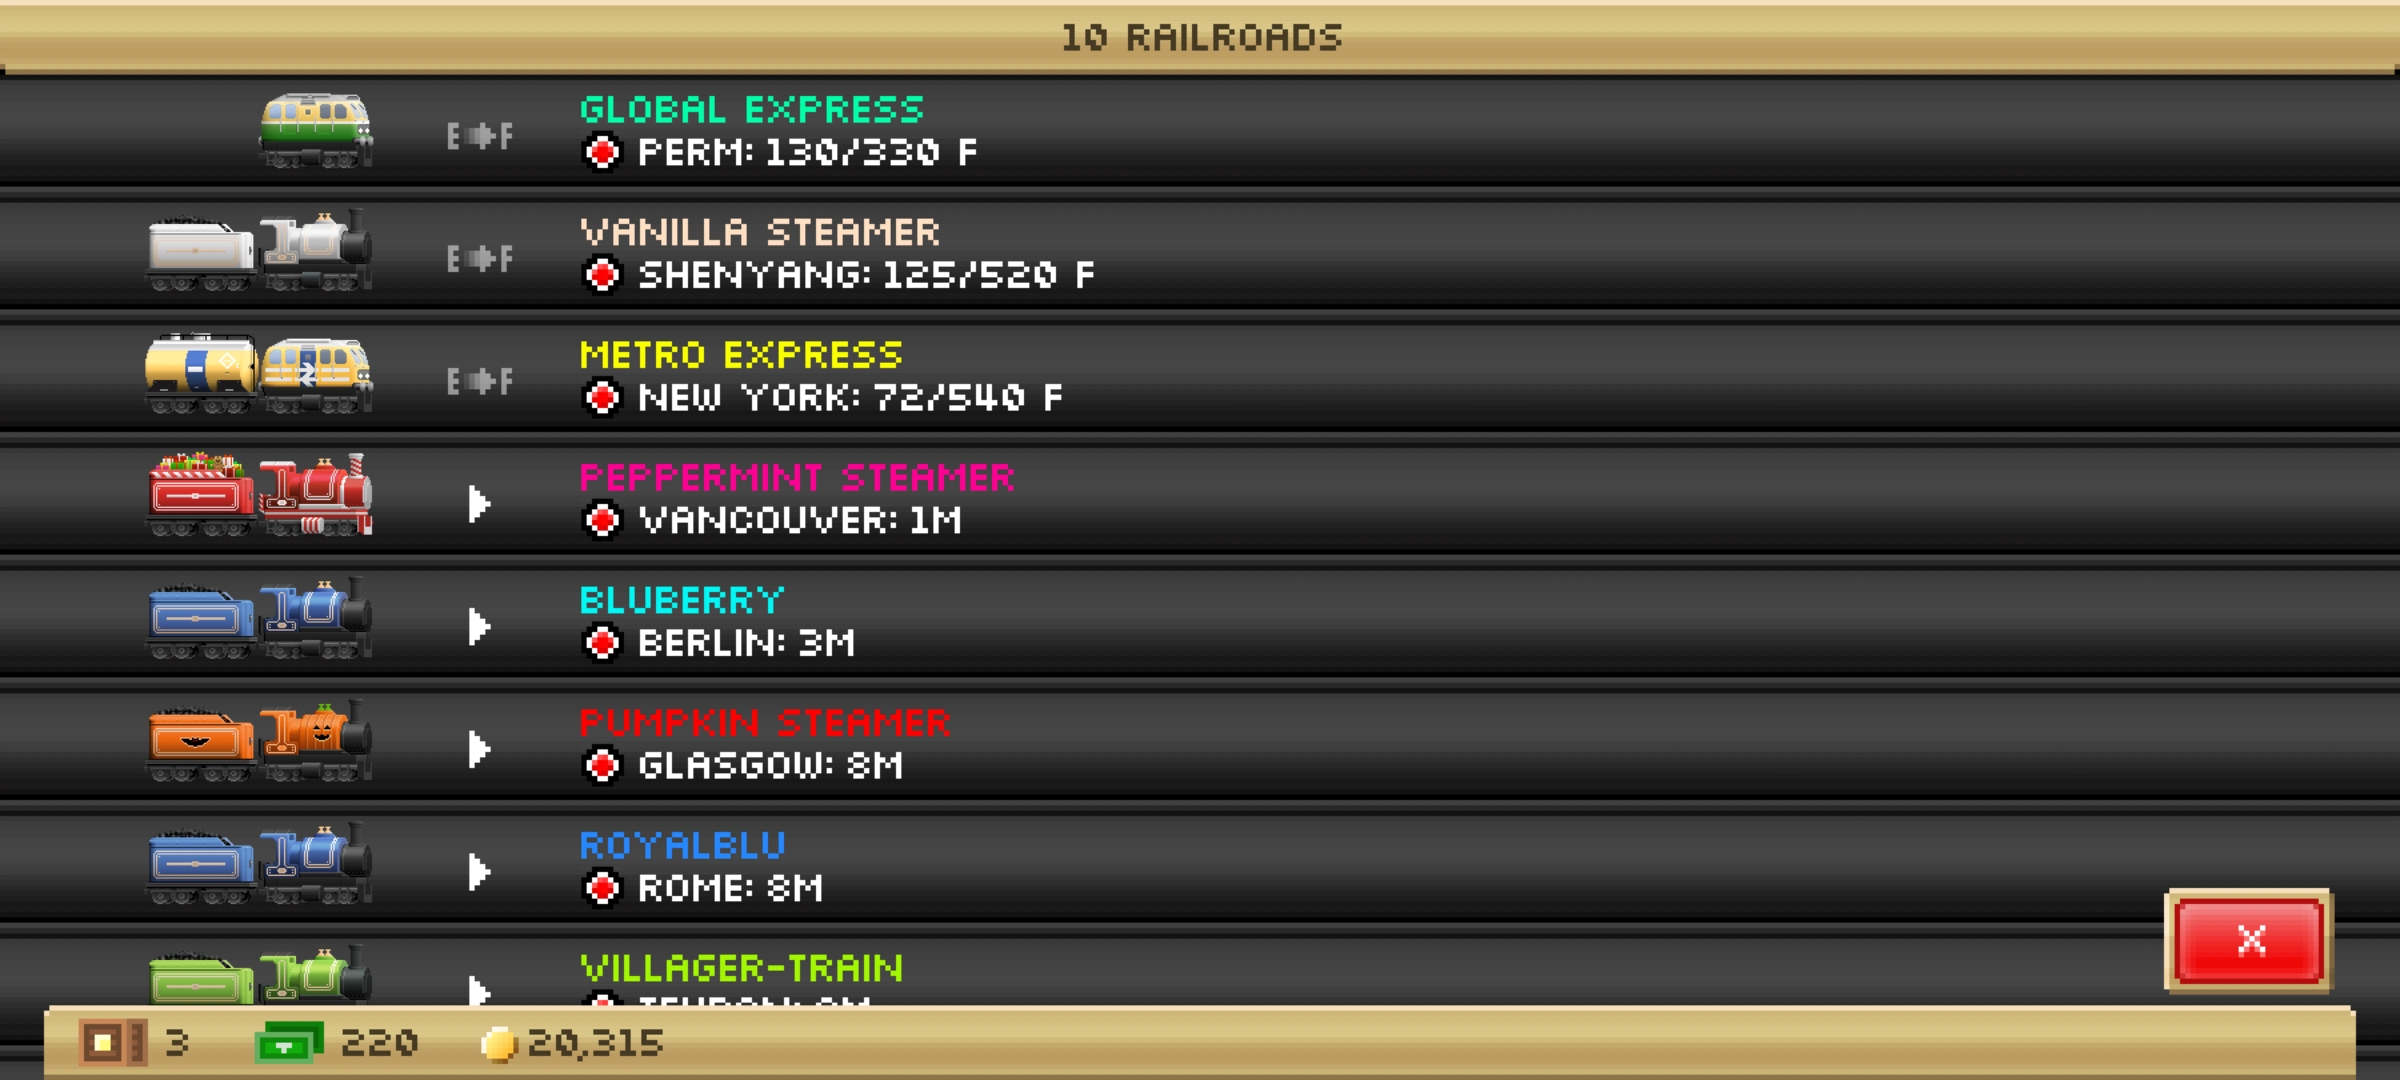 10 RAILROADS
GLOBAL EXPRESS
E F
PERM: 130/330 F
VANILLA STEAMER
E F
SHENYANG: 125/520 F
METRO EXPRESS
E F
NEW YORK: 72/540 F
PEPPERMINT STEAMER
VANCOUVER: 1M
BLUBERRY
BERLIN: 3M
PUMPKIN STEAMER
GLASGOW: 8M
ROYALBLU
ROME: 8M
X
VILLAGER-TRAIN
3 220 20,315